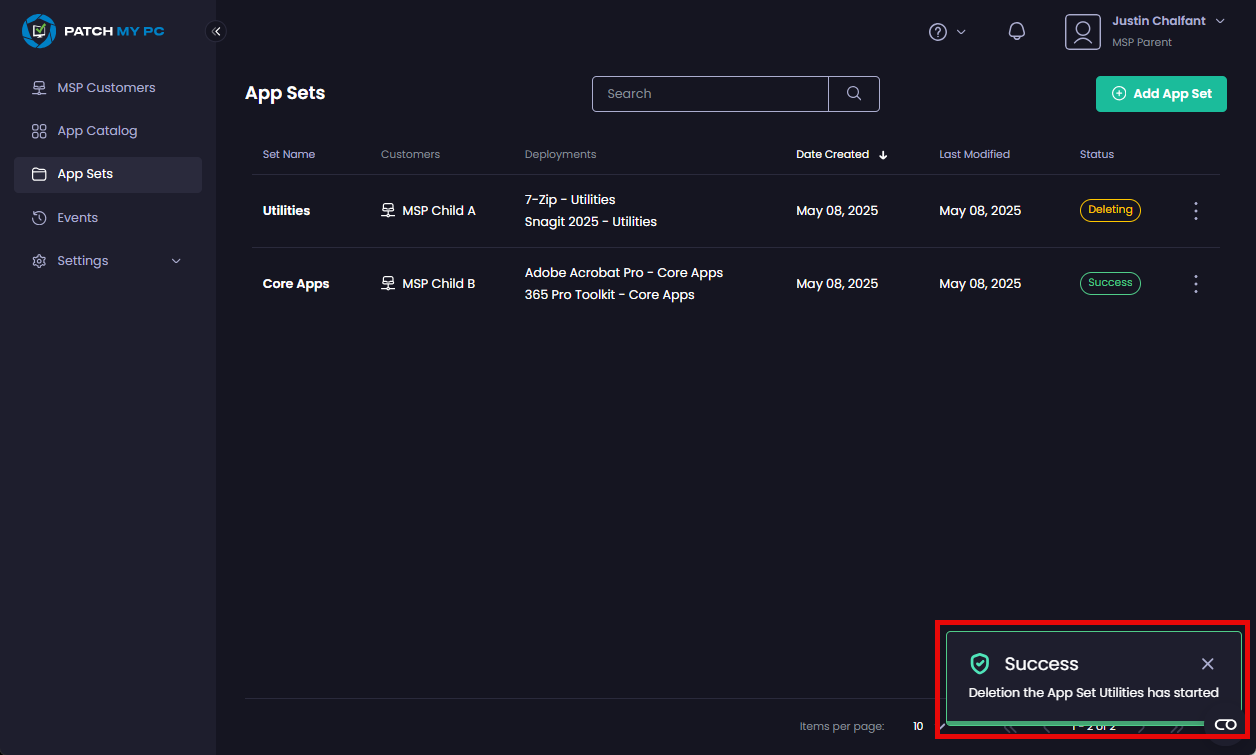 PATCH MY PC
Justin Chalfant
MSP Parent
MSP Customers
App Catalog
App Sets
Events
Settings
App Sets
Search
Add App Set
Set Name Customers Deployments Date Created Last Modified Status
Utilities MSP Child A 7-Zip - Utilities May 08, 2025 May 08, 2025 Deleting
Snagit 2025 - Utilities
Core Apps MSP Child B Adobe Acrobat Pro - Core Apps May 08, 2025 May 08, 2025 Success
365 Pro Toolkit - Core Apps
Success
Deletion the App Set Utilities has started
Items per page: 10 1 - 2 of 2